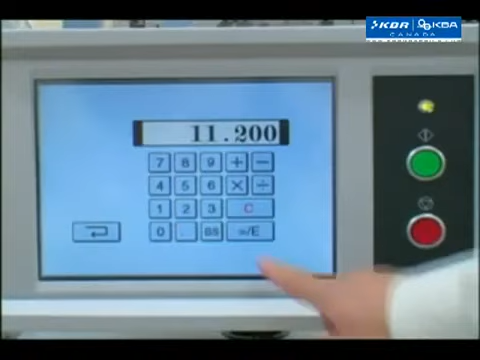 KBR KBA
CANADA
11.200
7 8 9 + −
4 5 6 × ÷
1 2 3 C
0 . BS =/E